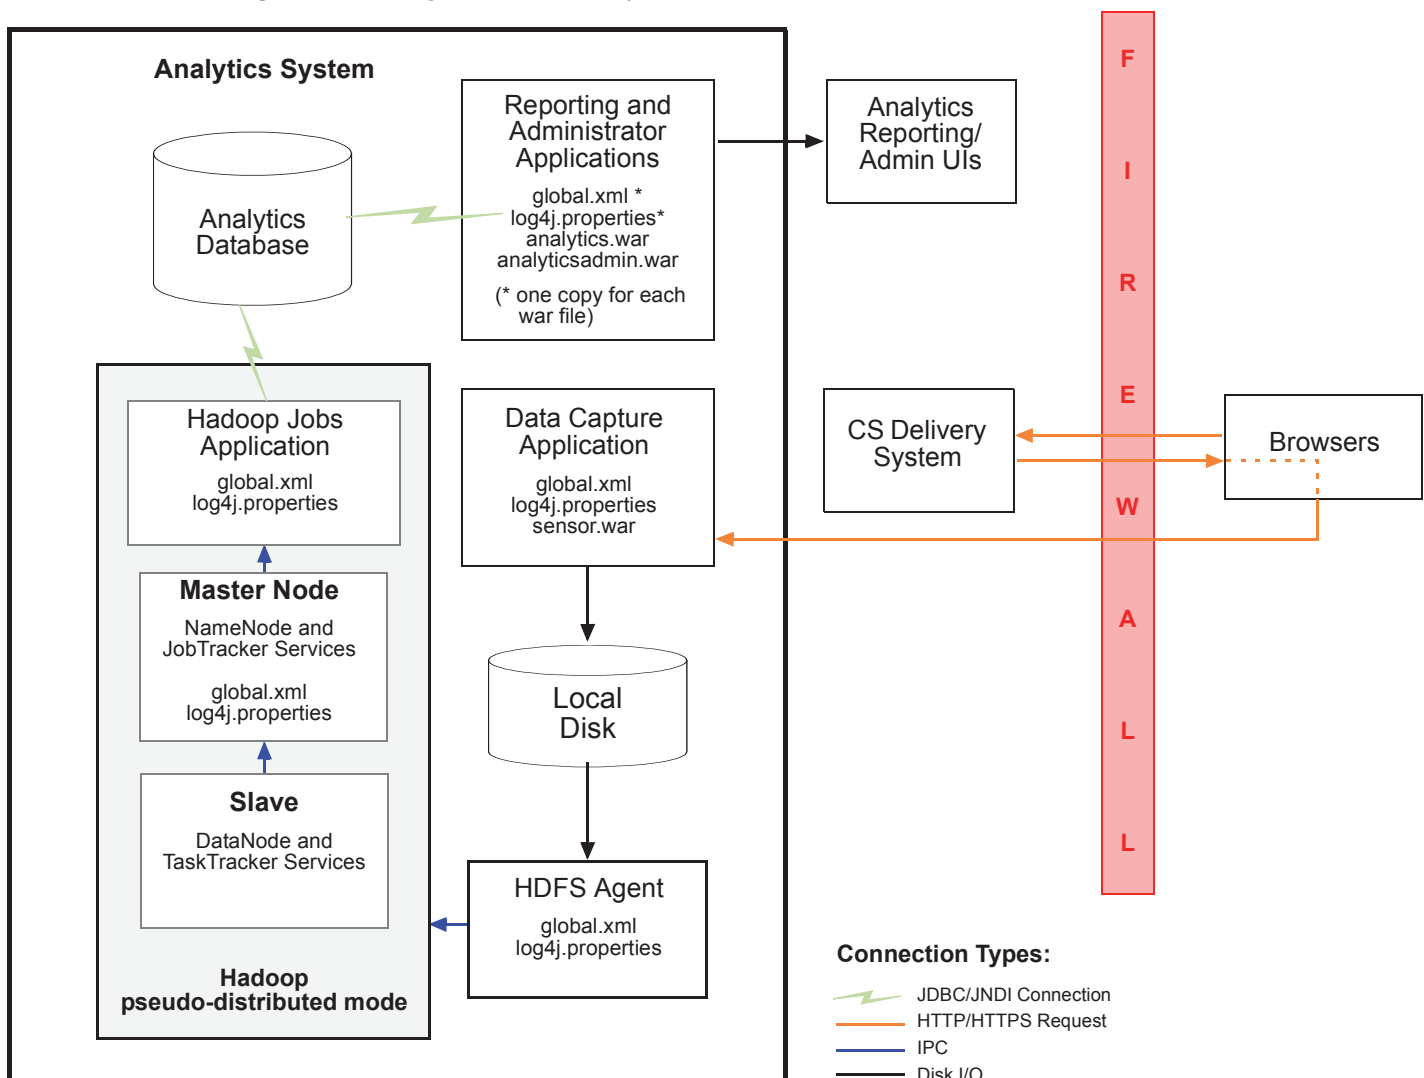 Analytics System
Reporting and
Administrator
Applications
global.xml *
log4j.properties*
analytics.war
analyticsadmin.war
(* one copy for each
war file)
Analytics
Reporting/
Admin UIs
Analytics
Database
Hadoop Jobs
Application
global.xml
log4j.properties
Master Node
NameNode and
JobTracker Services
global.xml
log4j.properties
Slave
DataNode and
TaskTracker Services
Hadoop
pseudo-distributed mode
Data Capture
Application
global.xml
log4j.properties
sensor.war
Local
Disk
HDFS Agent
global.xml
log4j.properties
CS Delivery
System
F
I
R
E
W
A
L
L
Browsers
Connection Types:
JDBC/JNDI Connection
HTTP/HTTPS Request
IPC
Disk I/O